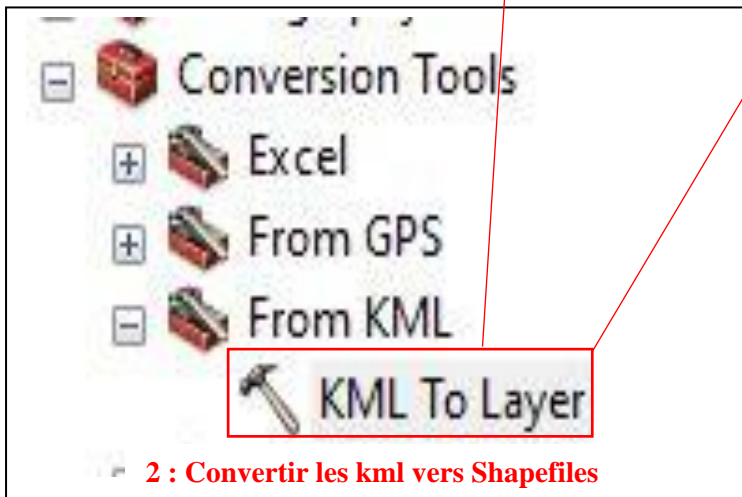 Conversion Tools
Excel
From GPS
From KML
KML To Layer
2 : Convertir les kml vers Shapefiles